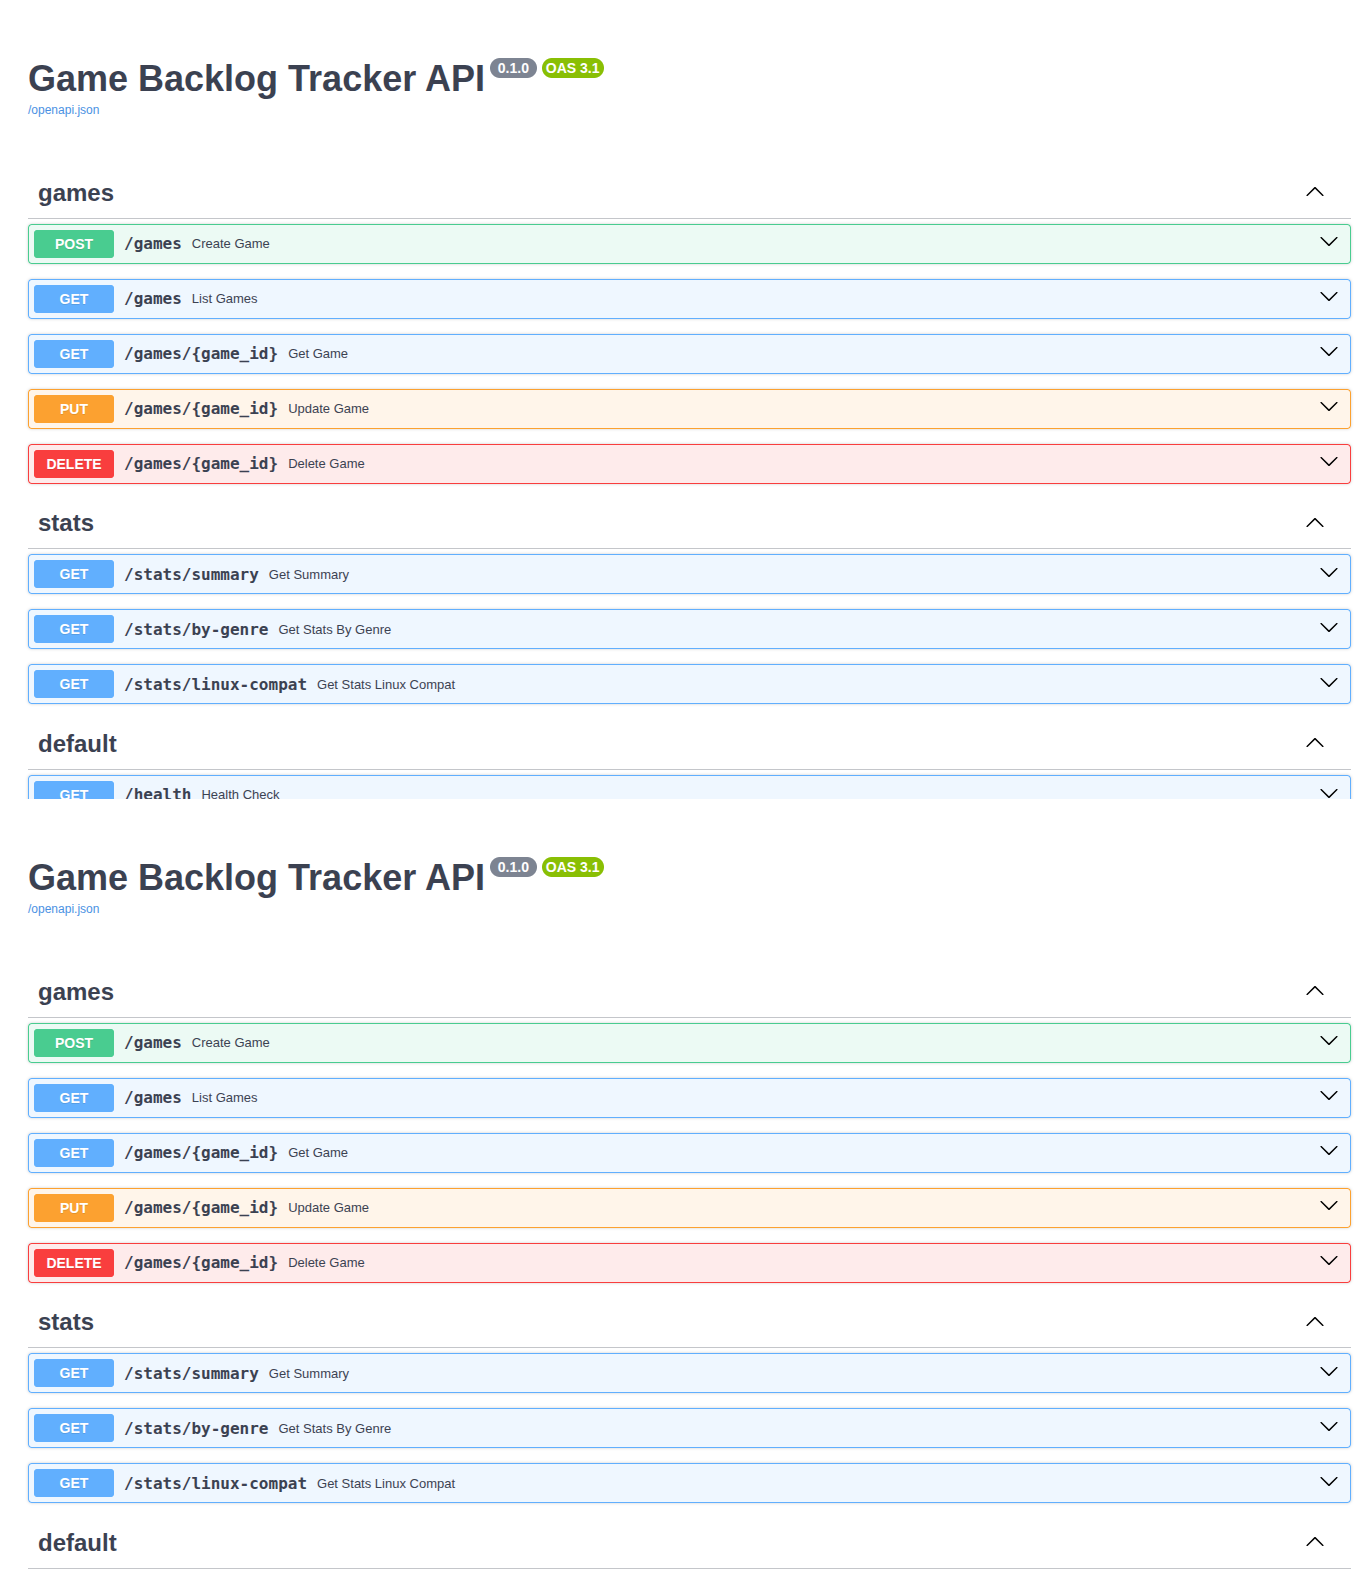 Game Backlog Tracker API 0.1.0 OAS 3.1
/openapi.json
games
POST /games Create Game
GET /games List Games
GET /games/{game_id} Get Game
PUT /games/{game_id} Update Game
DELETE /games/{game_id} Delete Game
stats
GET /stats/summary Get Summary
GET /stats/by-genre Get Stats By Genre
GET /stats/linux-compat Get Stats Linux Compat
default
GET /health Health Check
Game Backlog Tracker API 0.1.0 OAS 3.1
/openapi.json
games
POST /games Create Game
GET /games List Games
GET /games/{game_id} Get Game
PUT /games/{game_id} Update Game
DELETE /games/{game_id} Delete Game
stats
GET /stats/summary Get Summary
GET /stats/by-genre Get Stats By Genre
GET /stats/linux-compat Get Stats Linux Compat
default